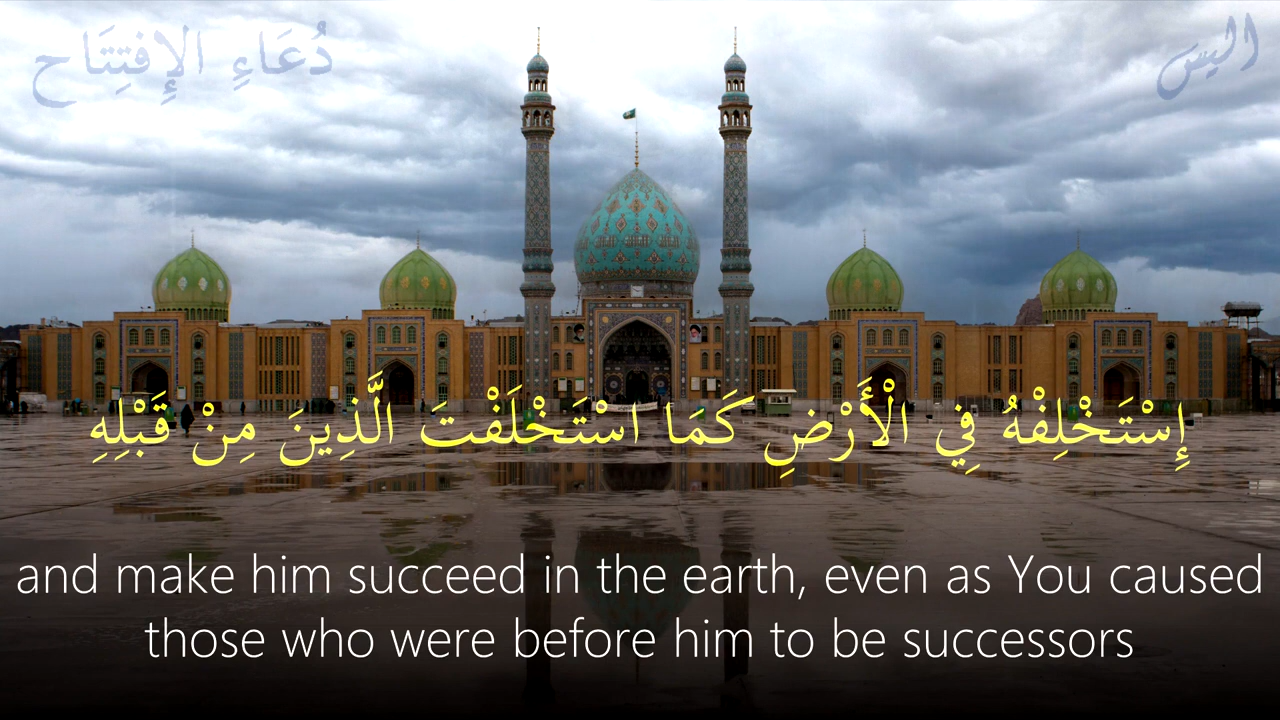 دُعَاءِ الإِفتِتَاح
اليس
إِسْتَخْلِفْهُ فِي الْأَرْضِ كَمَا اسْتَخْلَفْتَ الَّذِينَ مِنْ قَبْلِهِ
and make him succeed in the earth, even as You caused
those who were before him to be successors